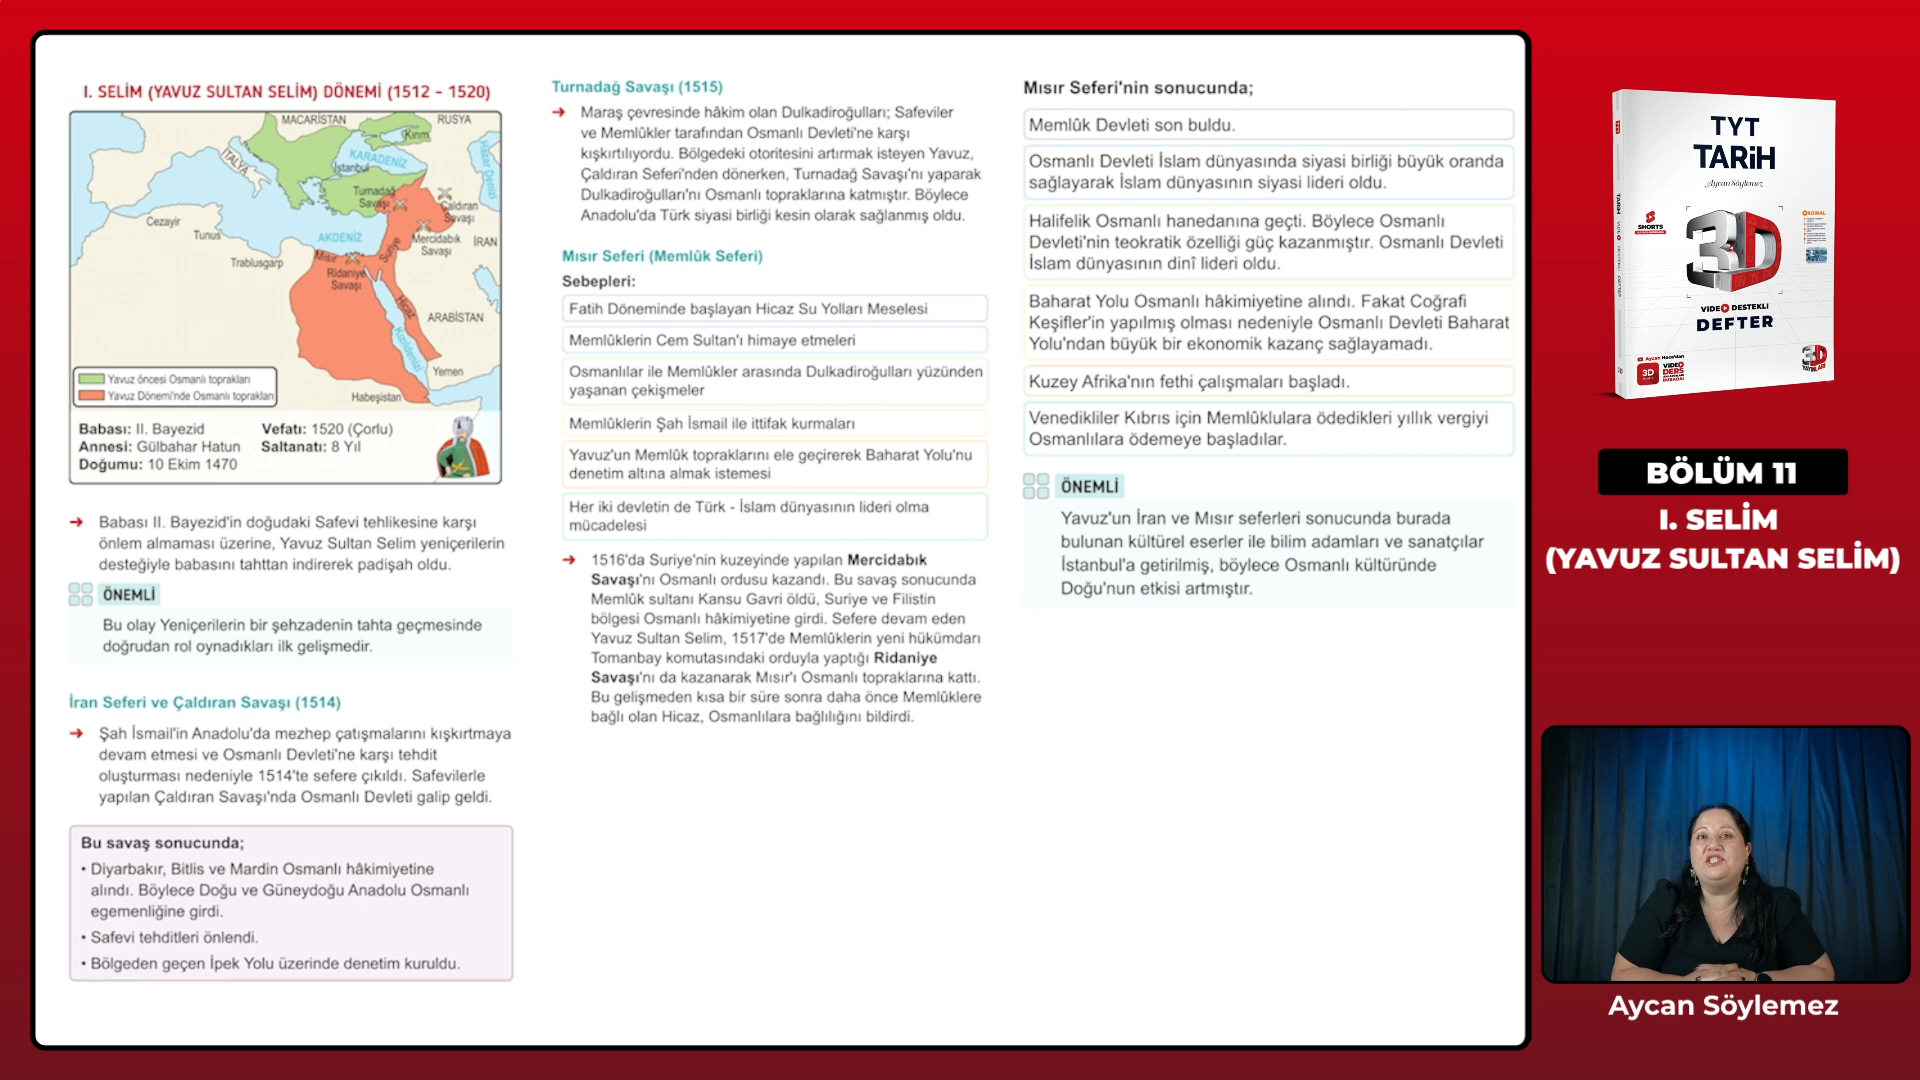 I. SELİM (YAVUZ SULTAN SELİM) DÖNEMİ (1512 - 1520)
MACARİSTAN
RUSYA
Kırım
İTALYA
KARADENİZ
İstanbul
Hazar Denizi
Turnadağ
Savaşı
Çaldıran
Savaşı
Cezayir
Tunus
AKDENİZ
Suriye
Mercidabık
Savaşı
İRAN
Trablusgarp
Mısır
Ridaniye
Savaşı
Hicaz
ARABİSTAN
Kızıldeniz
Yemen
Habeşistan
Yavuz öncesi Osmanlı toprakları
Yavuz Dönemi'nde Osmanlı toprakları
Babası: II. Bayezid
Annesi: Gülbahar Hatun
Doğumu: 10 Ekim 1470
Vefatı: 1520 (Çorlu)
Saltanatı: 8 Yıl
Babası II. Bayezid'in doğudaki Safevi tehlikesine karşı
önlem almaması üzerine, Yavuz Sultan Selim yeniçerilerin
desteğiyle babasını tahttan indirerek padişah oldu.
ÖNEMLİ
Bu olay Yeniçerilerin bir şehzadenin tahta geçmesinde
doğrudan rol oynadıkları ilk gelişmedir.
İran Seferi ve Çaldıran Savaşı (1514)
Şah İsmail'in Anadolu'da mezhep çatışmalarını kışkırtmaya
devam etmesi ve Osmanlı Devleti'ne karşı tehdit
oluşturması nedeniyle 1514'te sefere çıkıldı. Safevilerle
yapılan Çaldıran Savaşı'nda Osmanlı Devleti galip geldi.
Bu savaş sonucunda;
• Diyarbakır, Bitlis ve Mardin Osmanlı hâkimiyetine
alındı. Böylece Doğu ve Güneydoğu Anadolu Osmanlı
egemenliğine girdi.
• Safevi tehditleri önlendi.
• Bölgeden geçen İpek Yolu üzerinde denetim kuruldu.
Turnadağ Savaşı (1515)
Maraş çevresinde hâkim olan Dulkadiroğulları; Safeviler
ve Memlûkler tarafından Osmanlı Devleti'ne karşı
kışkırtılıyordu. Bölgedeki otoritesini artırmak isteyen Yavuz,
Çaldıran Seferi'nden dönerken, Turnadağ Savaşı'nı yaparak
Dulkadiroğulları'nı Osmanlı topraklarına katmıştır. Böylece
Anadolu'da Türk siyasi birliği kesin olarak sağlanmış oldu.
Mısır Seferi (Memlûk Seferi)
Sebepleri:
Fatih Döneminde başlayan Hicaz Su Yolları Meselesi
Memlûklerin Cem Sultan'ı himaye etmeleri
Osmanlılar ile Memlûkler arasında Dulkadiroğulları yüzünden
yaşanan çekişmeler
Memlûklerin Şah İsmail ile ittifak kurmaları
Yavuz'un Memlûk topraklarını ele geçirerek Baharat Yolu'nu
denetim altına almak istemesi
Her iki devletin de Türk - İslam dünyasının lideri olma
mücadelesi
1516'da Suriye'nin kuzeyinde yapılan Mercidabık
Savaşı'nı Osmanlı ordusu kazandı. Bu savaş sonucunda
Memlûk sultanı Kansu Gavri öldü, Suriye ve Filistin
bölgesi Osmanlı hâkimiyetine girdi. Sefere devam eden
Yavuz Sultan Selim, 1517'de Memlûklerin yeni hükümdarı
Tomanbay komutasındaki orduyla yaptığı Ridaniye
Savaşı'nı da kazanarak Mısır'ı Osmanlı topraklarına kattı.
Bu gelişmeden kısa bir süre sonra daha önce Memlûklere
bağlı olan Hicaz, Osmanlılara bağlılığını bildirdi.
Mısır Seferi'nin sonucunda;
Memlûk Devleti son buldu.
Osmanlı Devleti İslam dünyasında siyasi birliği büyük oranda
sağlayarak İslam dünyasının siyasi lideri oldu.
Halifelik Osmanlı hanedanına geçti. Böylece Osmanlı
Devleti'nin teokratik özelliği güç kazanmıştır. Osmanlı Devleti
İslam dünyasının dinî lideri oldu.
Baharat Yolu Osmanlı hâkimiyetine alındı. Fakat Coğrafi
Keşifler'in yapılmış olması nedeniyle Osmanlı Devleti Baharat
Yolu'ndan büyük bir ekonomik kazanç sağlayamadı.
Kuzey Afrika'nın fethi çalışmaları başladı.
Venedikliler Kıbrıs için Memlûklulara ödedikleri yıllık vergiyi
Osmanlılara ödemeye başladılar.
ÖNEMLİ
Yavuz'un İran ve Mısır seferleri sonucunda burada
bulunan kültürel eserler ile bilim adamları ve sanatçılar
İstanbul'a getirilmiş, böylece Osmanlı kültüründe
Doğu'nun etkisi artmıştır.
TYT
TARİH
Aycan Söylemez
SHORTS
3D
VİDEO DESTEKLİ
DEFTER
Aycan Hoca'dan
3D
VİDEO
DERS
3D
YAYINLARI
BÖLÜM 11
I. SELİM
(YAVUZ SULTAN SELİM)
Aycan Söylemez